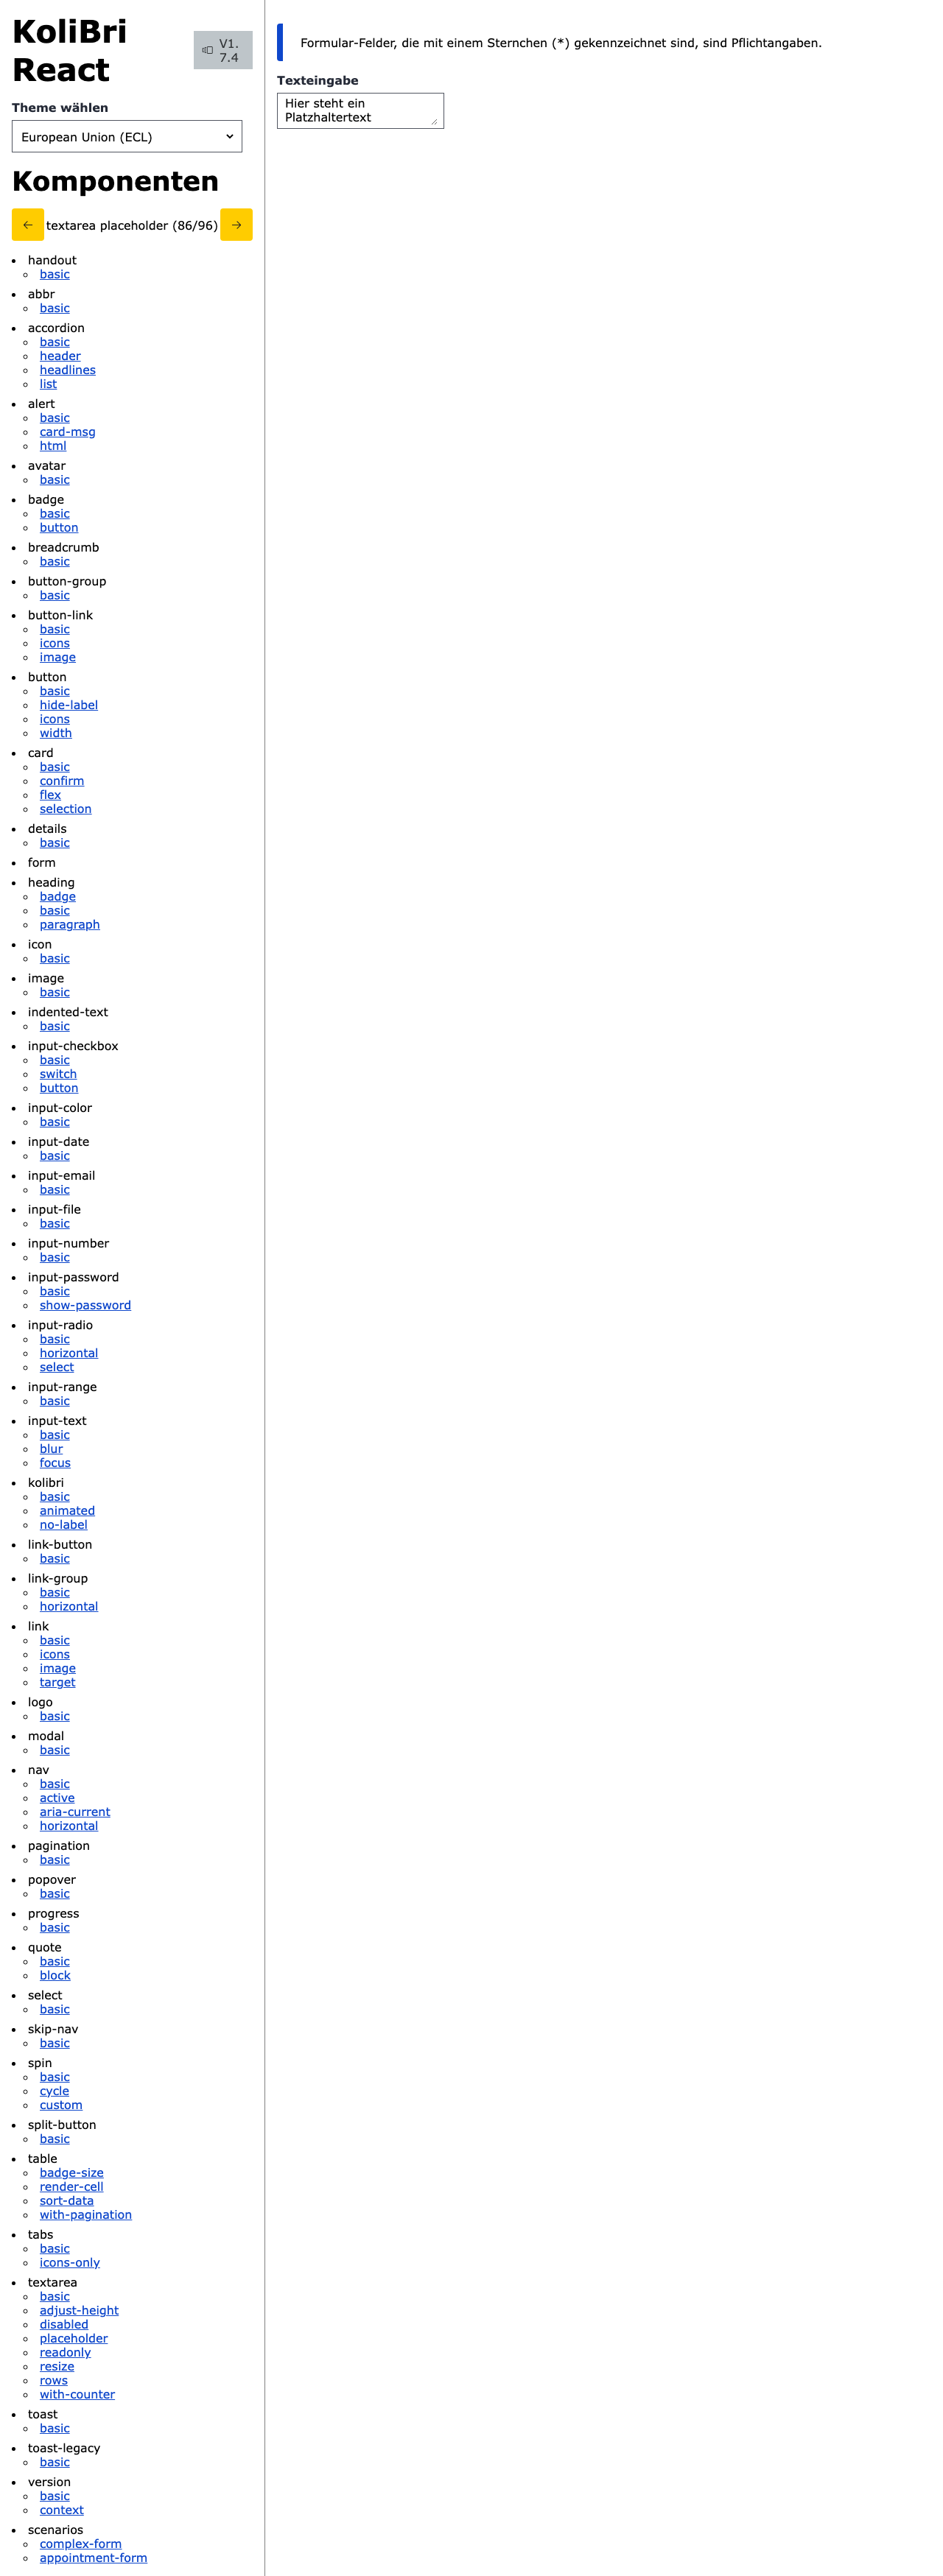 KoliBri
React
V1.
7.4
Theme wählen
European Union (ECL)
Komponenten
← textarea placeholder (86/96) →
handout
basic
abbr
basic
accordion
basic
header
headlines
list
alert
basic
card-msg
html
avatar
basic
badge
basic
button
breadcrumb
basic
button-group
basic
button-link
basic
icons
image
button
basic
hide-label
icons
width
card
basic
confirm
flex
selection
details
basic
form
heading
badge
basic
paragraph
icon
basic
image
basic
indented-text
basic
input-checkbox
basic
switch
button
input-color
basic
input-date
basic
input-email
basic
input-file
basic
input-number
basic
input-password
basic
show-password
input-radio
basic
horizontal
select
input-range
basic
input-text
basic
blur
focus
kolibri
basic
animated
no-label
link-button
basic
link-group
basic
horizontal
link
basic
icons
image
target
logo
basic
modal
basic
nav
basic
active
aria-current
horizontal
pagination
basic
popover
basic
progress
basic
quote
basic
block
select
basic
skip-nav
basic
spin
basic
cycle
custom
split-button
basic
table
badge-size
render-cell
sort-data
with-pagination
tabs
basic
icons-only
textarea
basic
adjust-height
disabled
placeholder
readonly
resize
rows
with-counter
toast
basic
toast-legacy
basic
version
basic
context
scenarios
complex-form
appointment-form
Formular-Felder, die mit einem Sternchen (*) gekennzeichnet sind, sind Pflichtangaben.
Texteingabe
Hier steht ein
Platzhaltertext